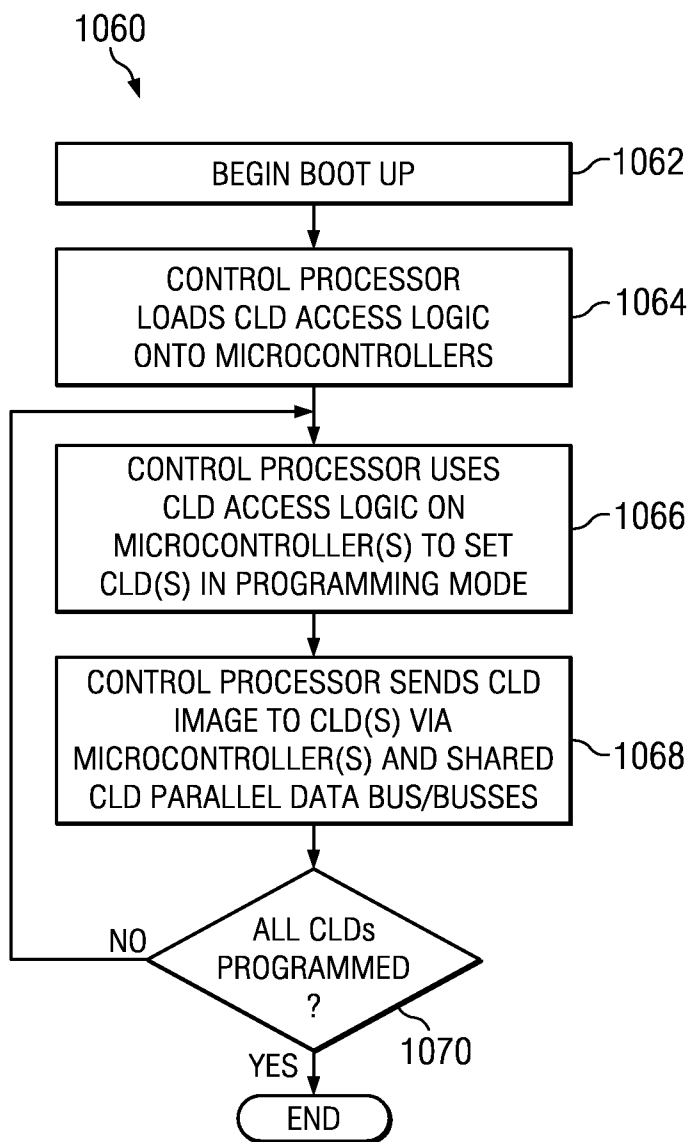 1060
BEGIN BOOT UP
1062
CONTROL PROCESSOR
LOADS CLD ACCESS LOGIC
ONTO MICROCONTROLLERS
1064
CONTROL PROCESSOR USES
CLD ACCESS LOGIC ON
MICROCONTROLLER(S) TO SET
CLD(S) IN PROGRAMMING MODE
1066
CONTROL PROCESSOR SENDS CLD
IMAGE TO CLD(S) VIA
MICROCONTROLLER(S) AND SHARED
CLD PARALLEL DATA BUS/BUSSES
1068
NO
ALL CLDs
PROGRAMMED
?
1070
YES
END